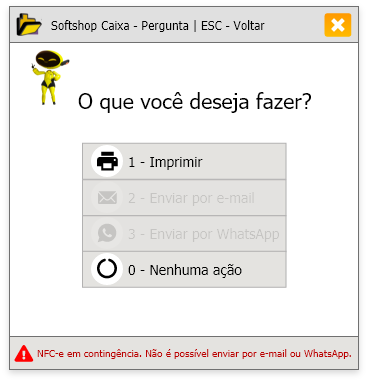 Softshop Caixa - Pergunta | ESC - Voltar
O que você deseja fazer?
1 - Imprimir
2 - Enviar por e-mail
3 - Enviar por WhatsApp
0 - Nenhuma ação
NFC-e em contingência. Não é possível enviar por e-mail ou WhatsApp.